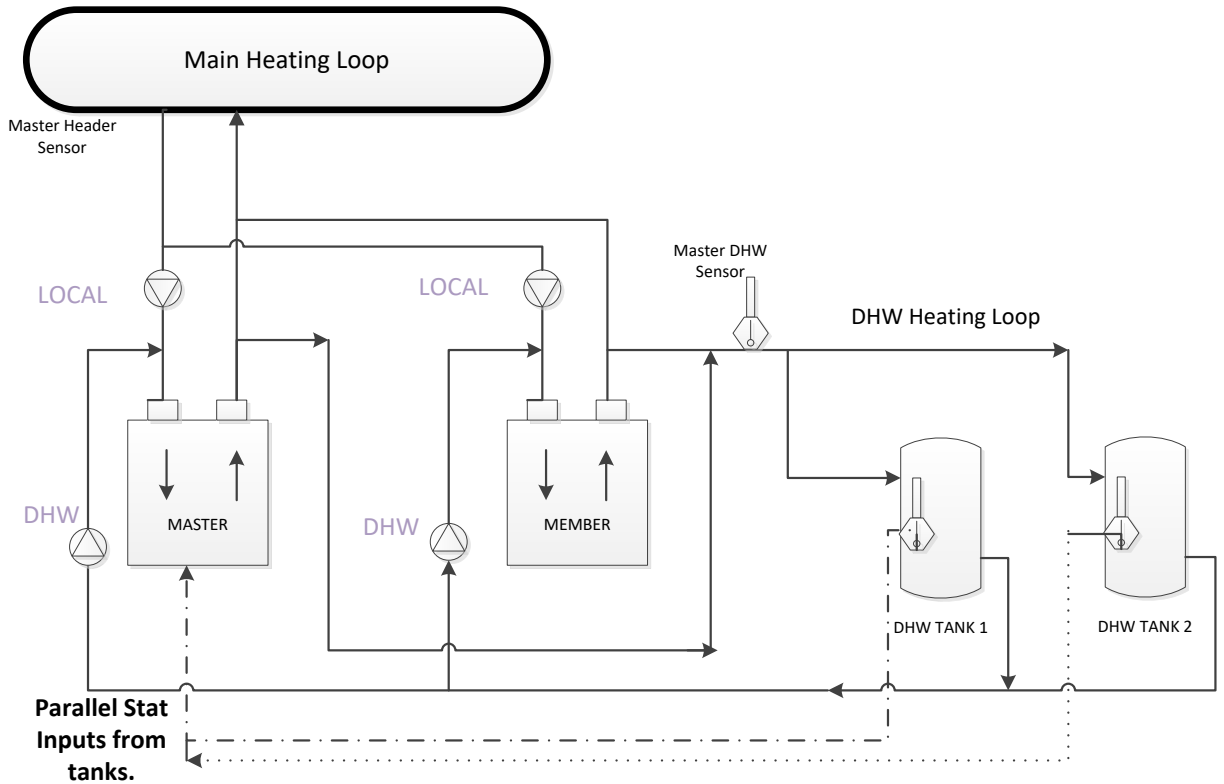 Main Heating Loop
Master Header
Sensor
Master DHW
Sensor
LOCAL
LOCAL
DHW Heating Loop
DHW
MASTER
DHW
MEMBER
DHW TANK 1
DHW TANK 2
Parallel Stat
Inputs from
tanks.